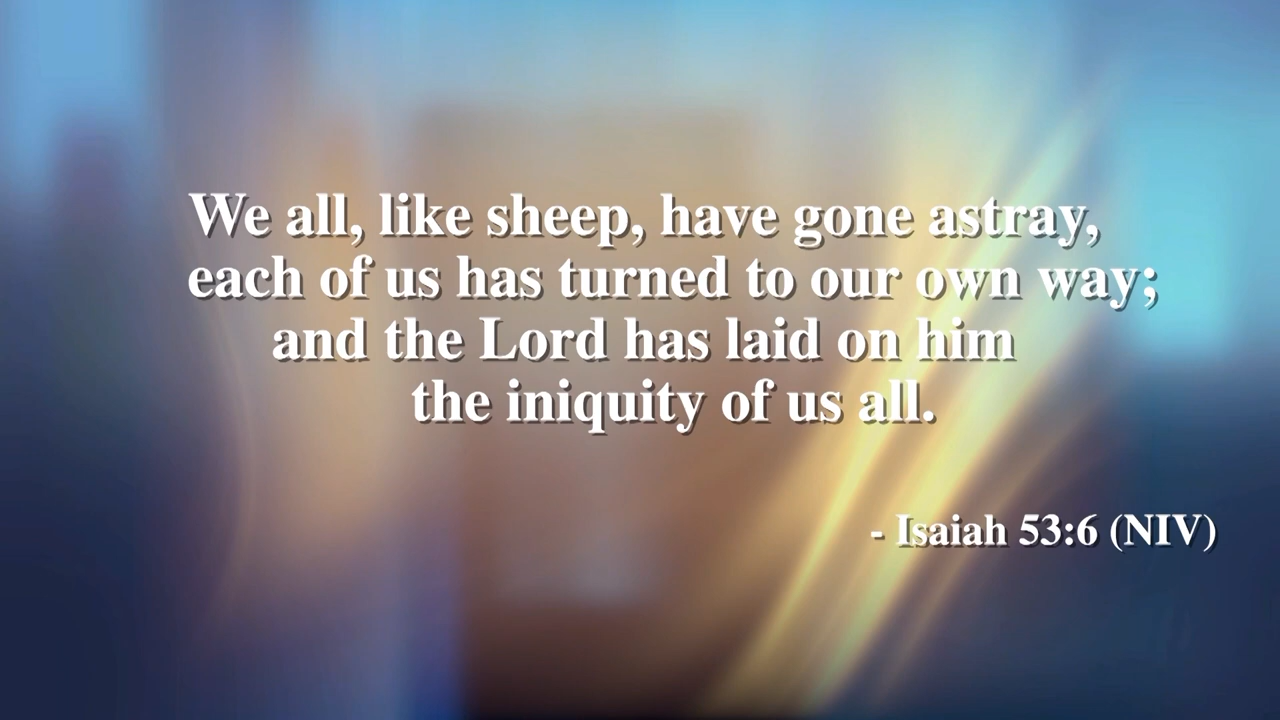 We all, like sheep, have gone astray,
each of us has turned to our own way;
and the Lord has laid on him
the iniquity of us all.
- Isaiah 53:6 (NIV)